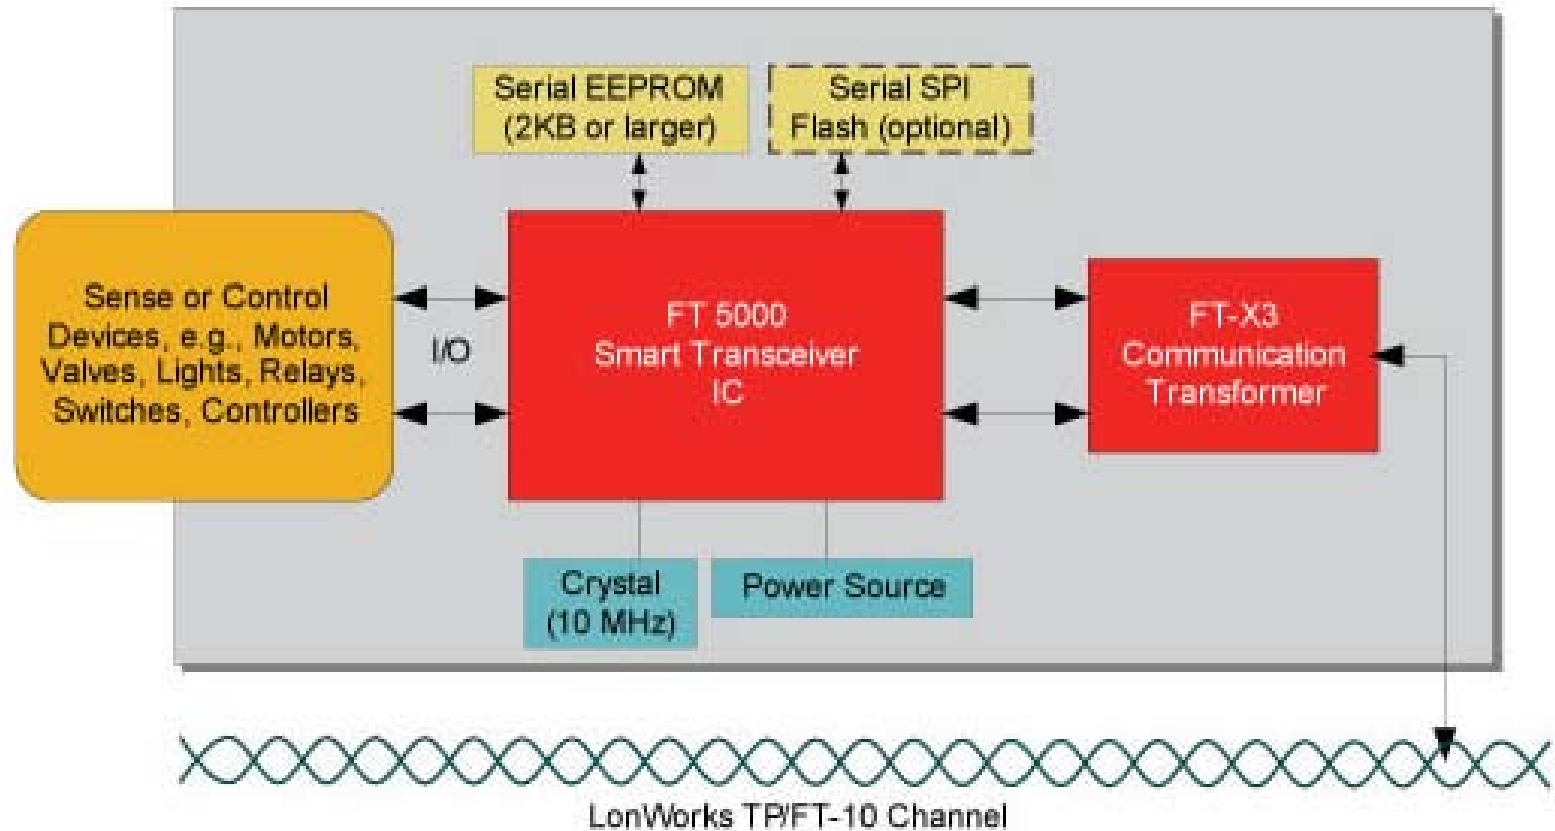 Serial EEPROM
(2KB or larger)
Serial SPI
Flash (optional)
Sense or Control
Devices, e.g., Motors,
Valves, Lights, Relays,
Switches, Controllers
I/O
FT 5000
Smart Transceiver
IC
FT-X3
Communication
Transformer
Crystal
(10 MHz)
Power Source
LonWorks TP/FT-10 Channel